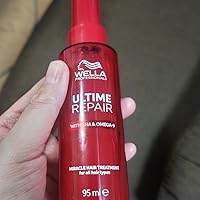 WELLA
PROFESSIONALS
ULTIME
REPAIR
WITH AHA & OMEGA-9
MIRACLE HAIR TREATMENT
for all hair types
95 ml e